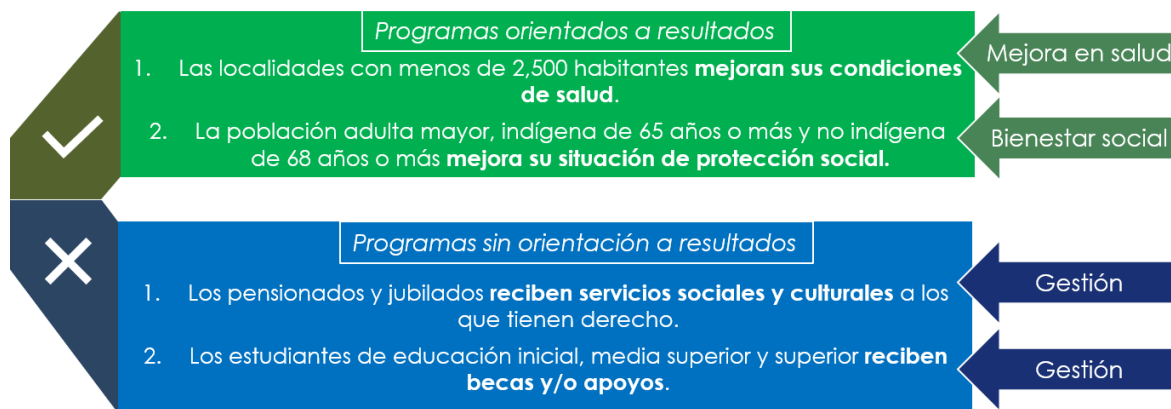 Programas orientados a resultados
1. Las localidades con menos de 2,500 habitantes mejoran sus condiciones
de salud.
2. La población adulta mayor, indígena de 65 años o más y no indígena
de 68 años o más mejora su situación de protección social.
Mejora en salud
Bienestar social
Programas sin orientación a resultados
1. Los pensionados y jubilados reciben servicios sociales y culturales a los
que tienen derecho.
2. Los estudiantes de educación inicial, media superior y superior reciben
becas y/o apoyos.
Gestión
Gestión